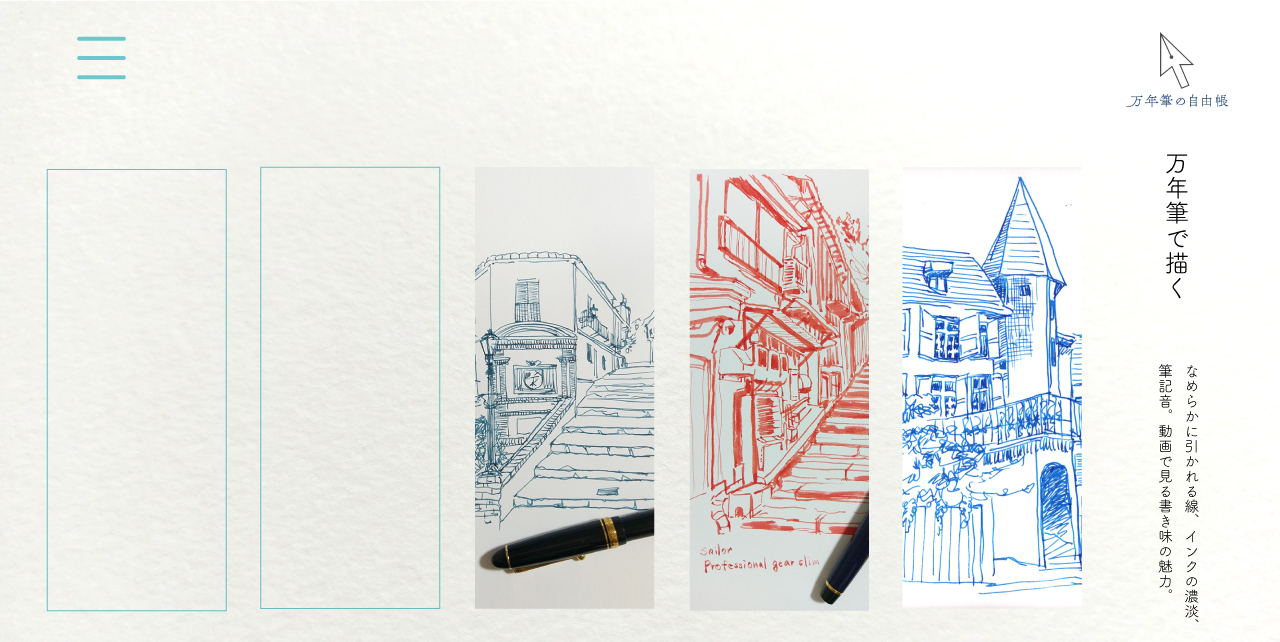 万年筆の自由帳
万年筆で描く
なめらかに引かれる線、インクの濃淡、
筆記音。動画で見る書き味の魅力。
sailor
Professional gear slim